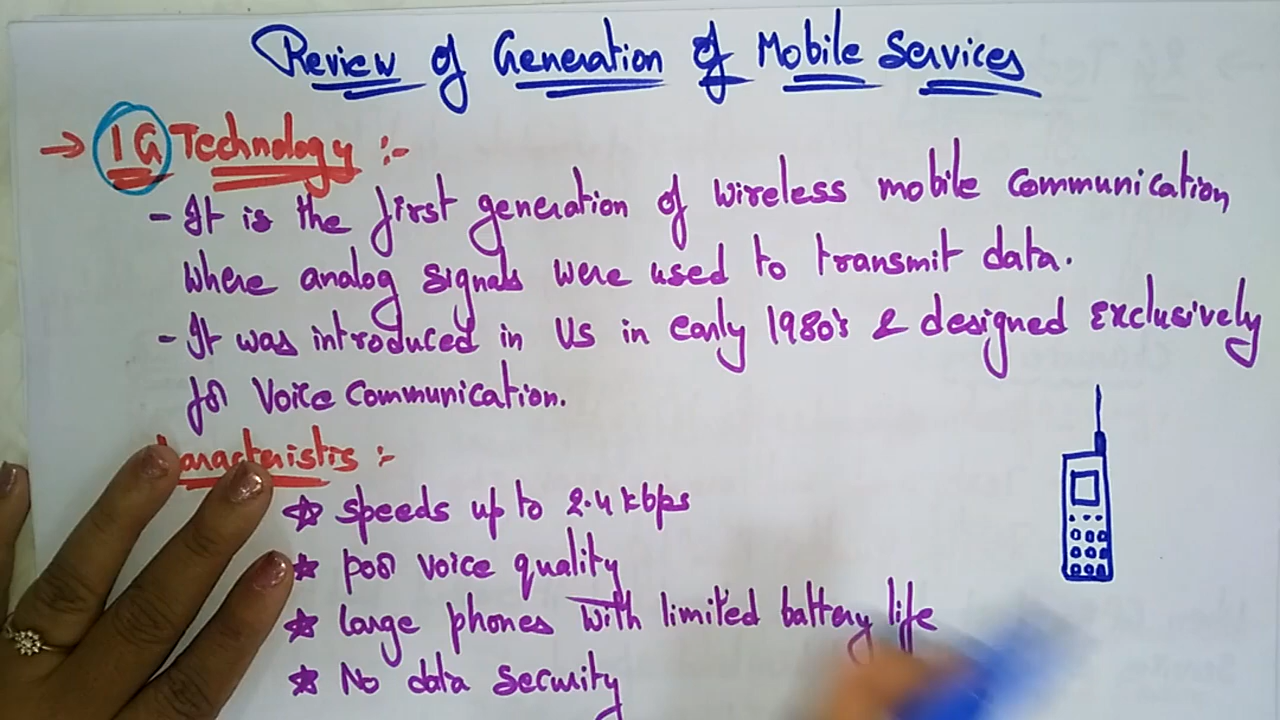 Review of Generation of Mobile Services
→ 1G Technology :-
- It is the first generation of wireless mobile communication
where analog signals were used to transmit data.
- It was introduced in US in early 1980's & designed exclusively
for Voice Communication.
aracteristis :-
☆ speeds up to 2.4 kbps
☆ poor voice quality
☆ large phones with limited battery life
☆ No data security